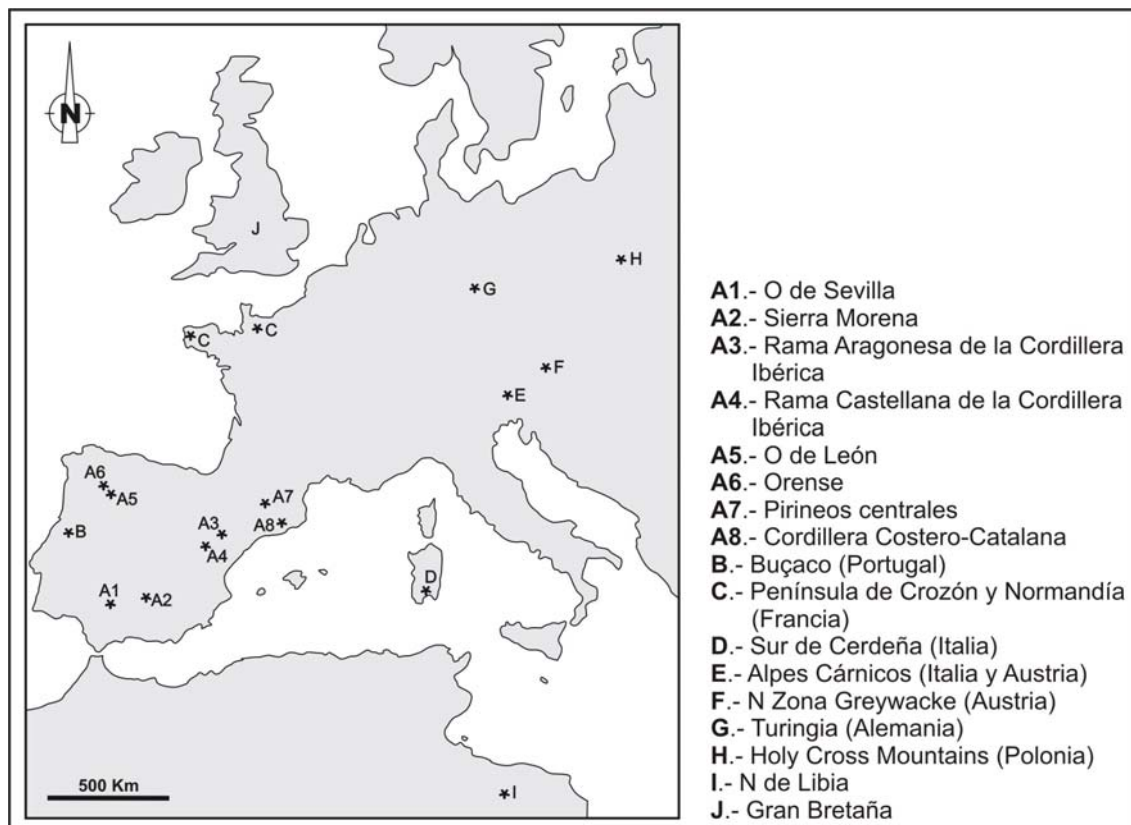 N
J
H
G
C
C
F
E
A6
A5
A7
A8
A3
A4
B
D
A1
A2
500 Km
I
A1.- O de Sevilla
A2.- Sierra Morena
A3.- Rama Aragonesa de la Cordillera
Ibérica
A4.- Rama Castellana de la Cordillera
Ibérica
A5.- O de León
A6.- Orense
A7.- Pirineos centrales
A8.- Cordillera Costero-Catalana
B.- Buçaco (Portugal)
C.- Península de Crozón y Normandía
(Francia)
D.- Sur de Cerdeña (Italia)
E.- Alpes Cárnicos (Italia y Austria)
F.- N Zona Greywacke (Austria)
G.- Turingia (Alemania)
H.- Holy Cross Mountains (Polonia)
I.- N de Libia
J.- Gran Bretaña